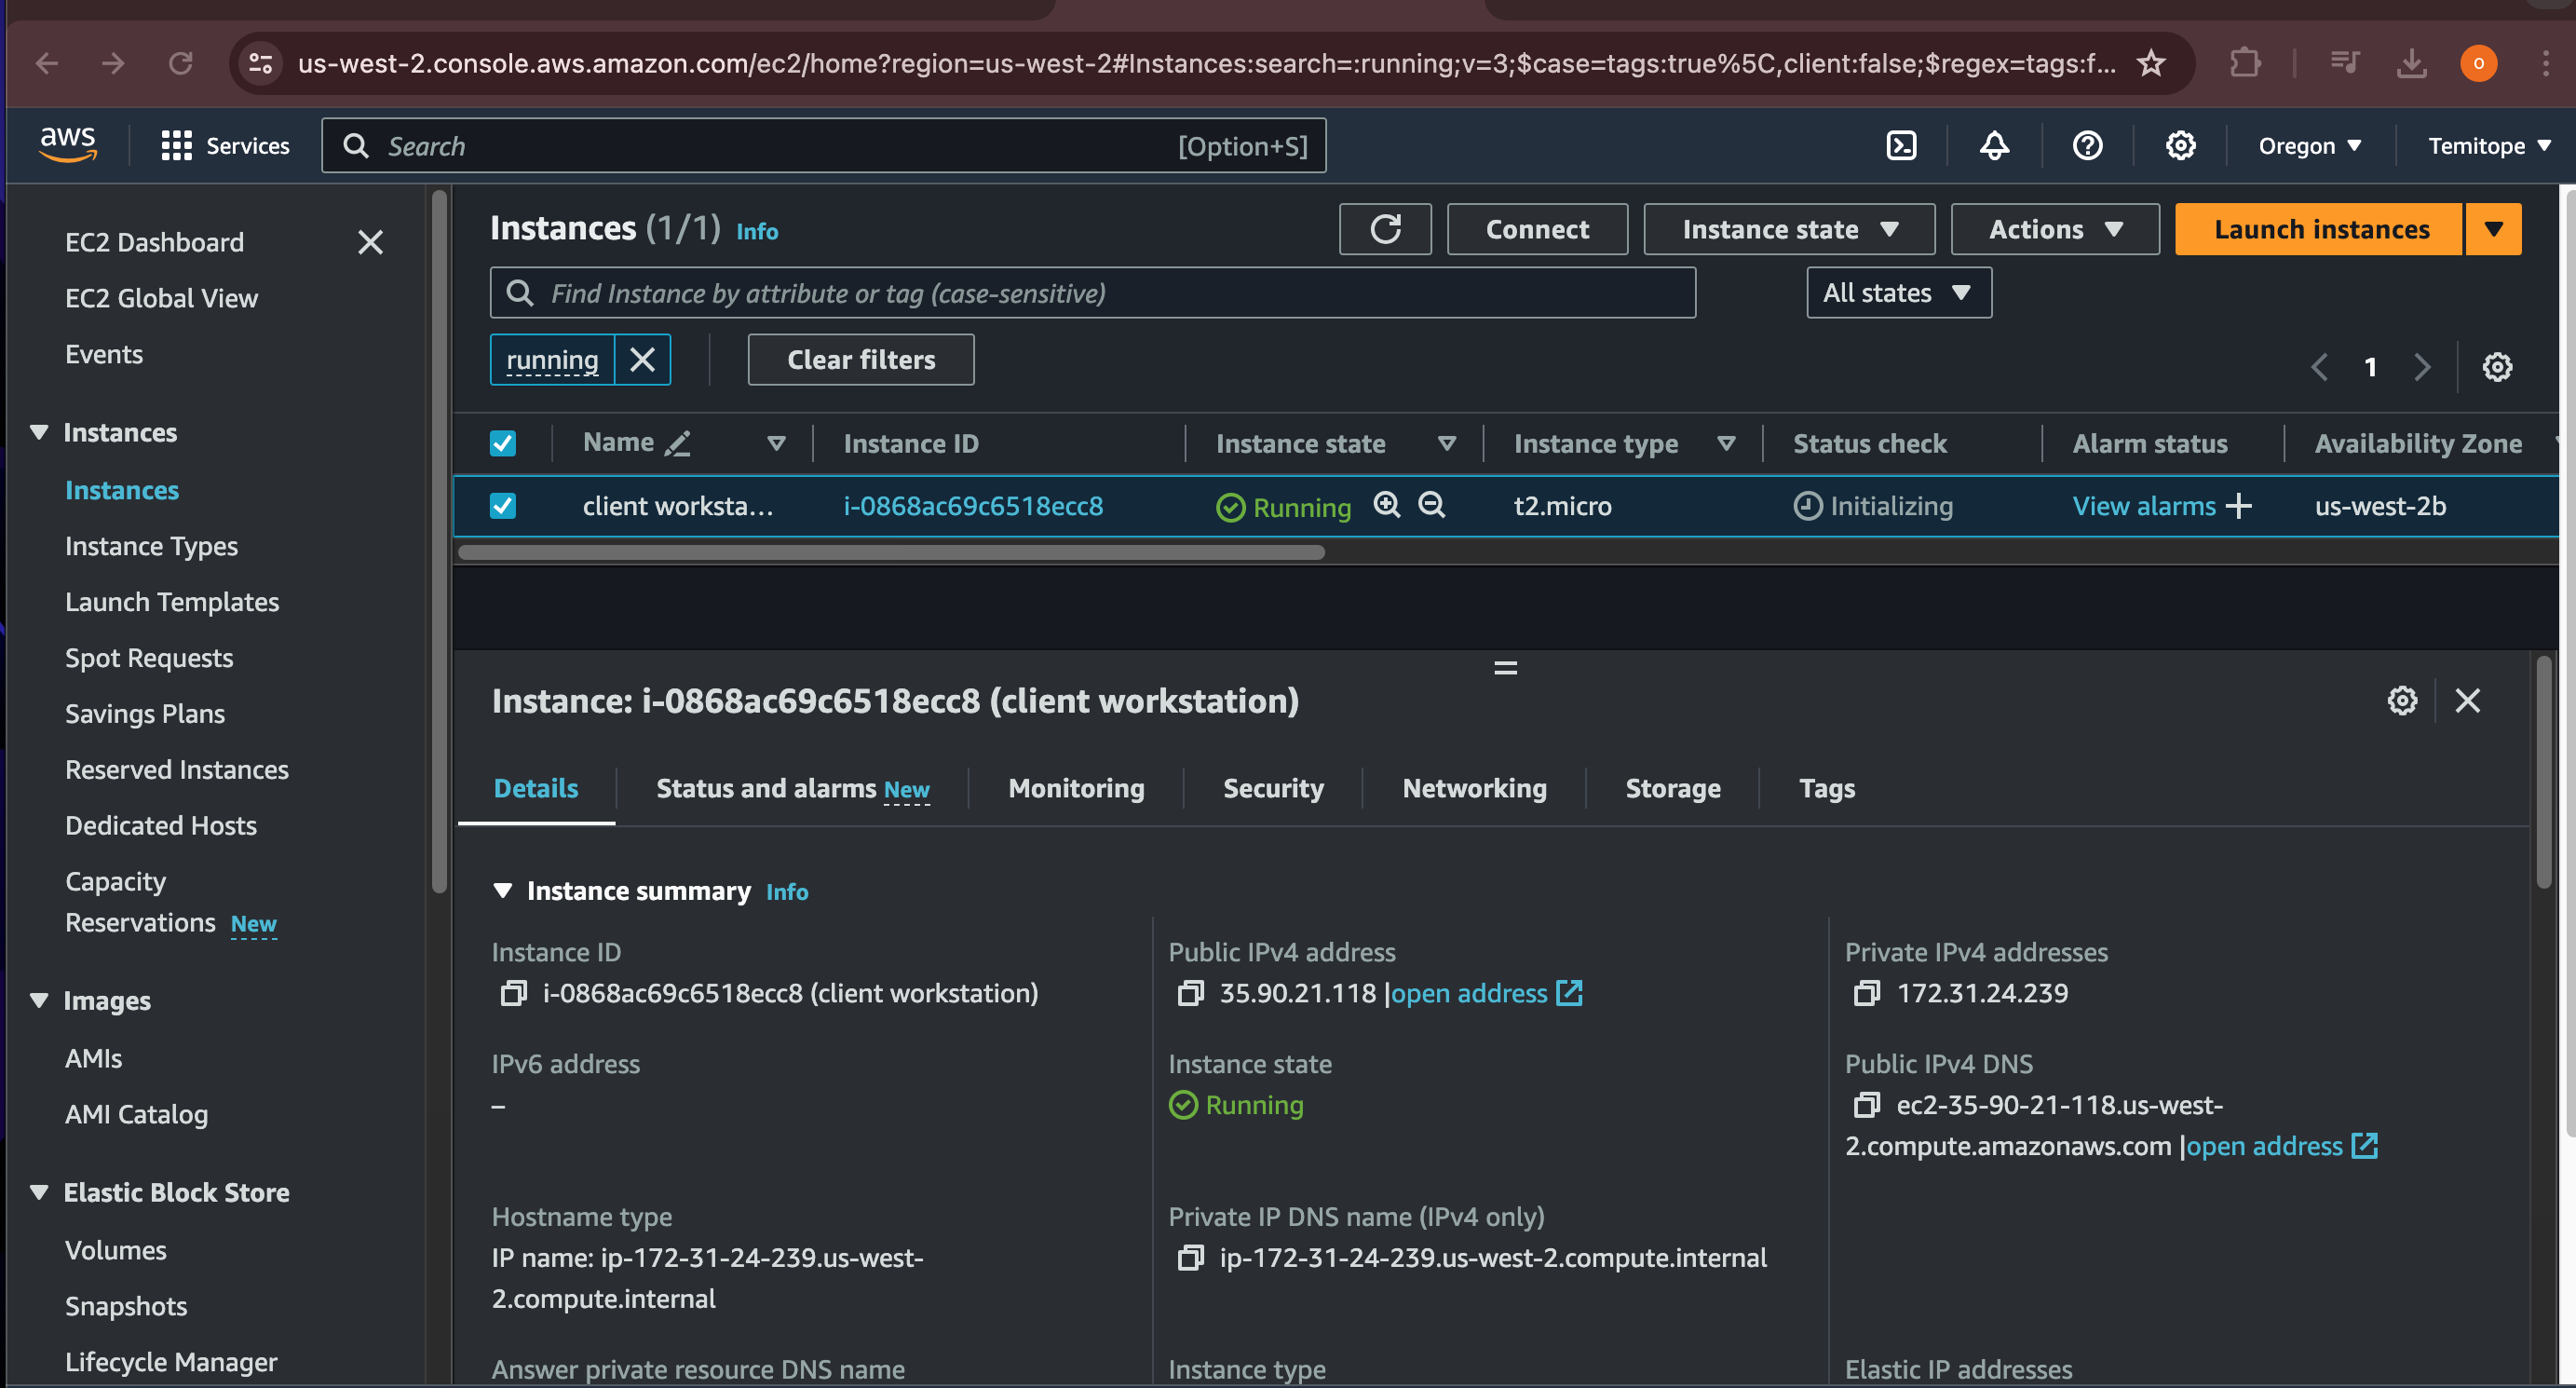 us-west-2.console.aws.amazon.com/ec2/home?region=us-west-2#Instances:search=:running;v=3;$case=tags:true%5C,client:false;$regex=tags:f...
O
aws
Services
Search
[Option+S]
Oregon
Temitope
EC2 Dashboard
EC2 Global View
Events
Instances
Instances
Instance Types
Launch Templates
Spot Requests
Savings Plans
Reserved Instances
Dedicated Hosts
Capacity
Reservations New
Images
AMIs
AMI Catalog
Elastic Block Store
Volumes
Snapshots
Lifecycle Manager
Instances (1/1) Info
Connect
Instance state
Actions
Launch instances
Find Instance by attribute or tag (case-sensitive)
All states
running
Clear filters
1
Name
Instance ID
Instance state
Instance type
Status check
Alarm status
Availability Zone
client worksta...
i-0868ac69c6518ecc8
Running
t2.micro
Initializing
View alarms
us-west-2b
Instance: i-0868ac69c6518ecc8 (client workstation)
Details
Status and alarms New
Monitoring
Security
Networking
Storage
Tags
Instance summary Info
Instance ID
i-0868ac69c6518ecc8 (client workstation)
Public IPv4 address
35.90.21.118 |open address
Private IPv4 addresses
172.31.24.239
IPv6 address
–
Instance state
Running
Public IPv4 DNS
ec2-35-90-21-118.us-west-
2.compute.amazonaws.com |open address
Hostname type
IP name: ip-172-31-24-239.us-west-
2.compute.internal
Private IP DNS name (IPv4 only)
ip-172-31-24-239.us-west-2.compute.internal
Answer private resource DNS name
Instance type
Elastic IP addresses